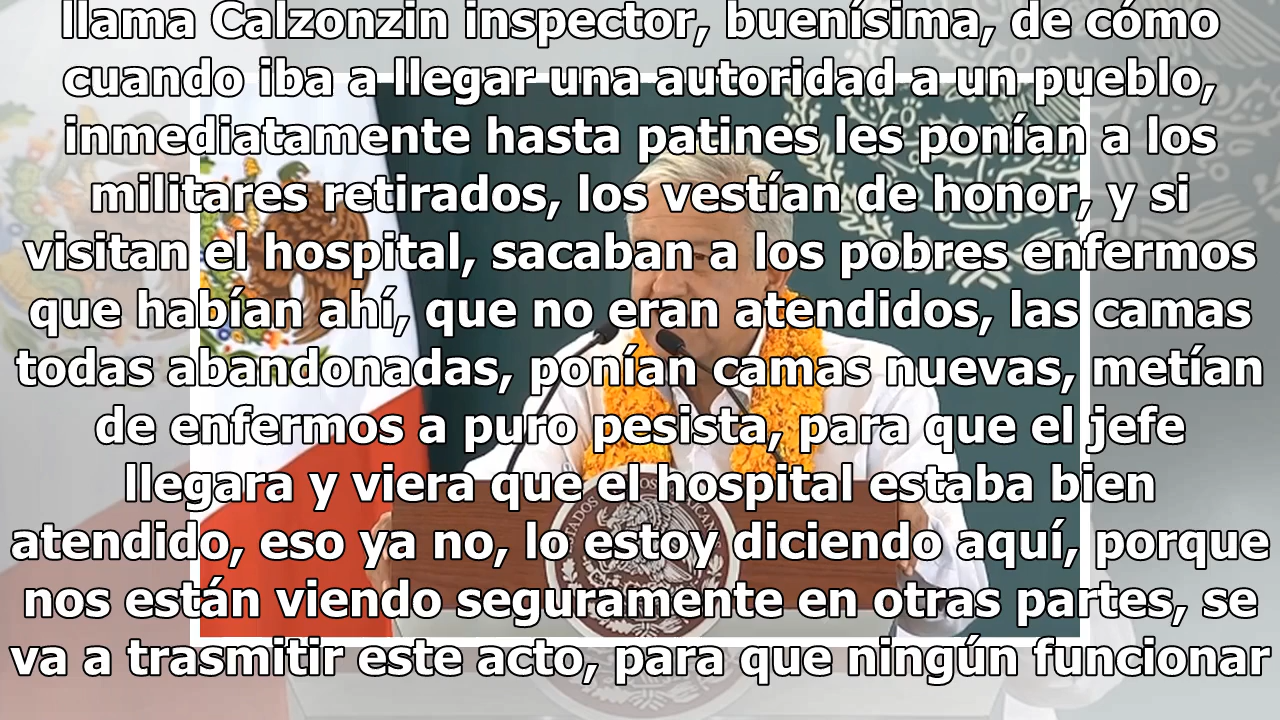 llama Calzonzin inspector, buenísima, de cómo
cuando iba a llegar una autoridad a un pueblo,
inmediatamente hasta patines les ponían a los
militares retirados, los vestían de honor, y si
visitan el hospital, sacaban a los pobres enfermos
que habían ahí, que no eran atendidos, las camas
todas abandonadas, ponían camas nuevas, metían
de enfermos a puro pesista, para que el jefe
llegara y viera que el hospital estaba bien
atendido, eso ya no, lo estoy diciendo aquí, porque
nos están viendo seguramente en otras partes, se
va a trasmitir este acto, para que ningún funcionar